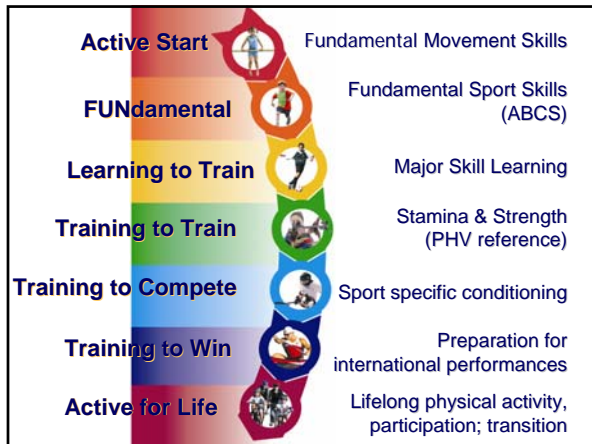 Active Start
Fundamental Movement Skills
FUNdamental
Fundamental Sport Skills
(ABCS)
Learning to Train
Major Skill Learning
Training to Train
Stamina & Strength
(PHV reference)
Training to Compete
Sport specific conditioning
Training to Win
Preparation for
international performances
Active for Life
Lifelong physical activity,
participation; transition